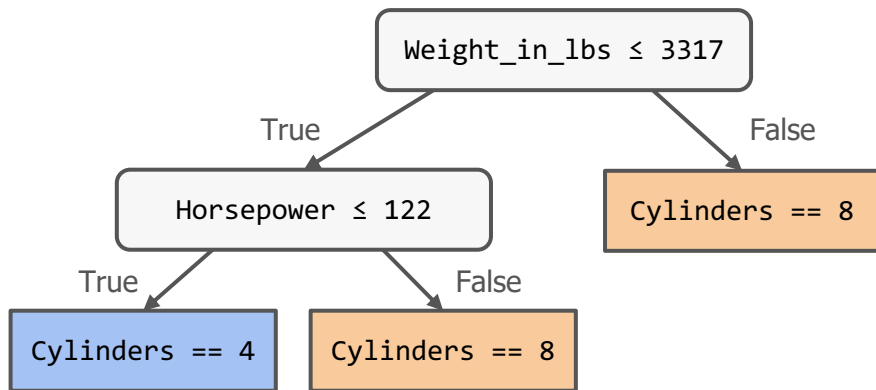 Weight_in_lbs ≤ 3317
True
False
Horsepower ≤ 122
Cylinders == 8
True
False
Cylinders == 4
Cylinders == 8